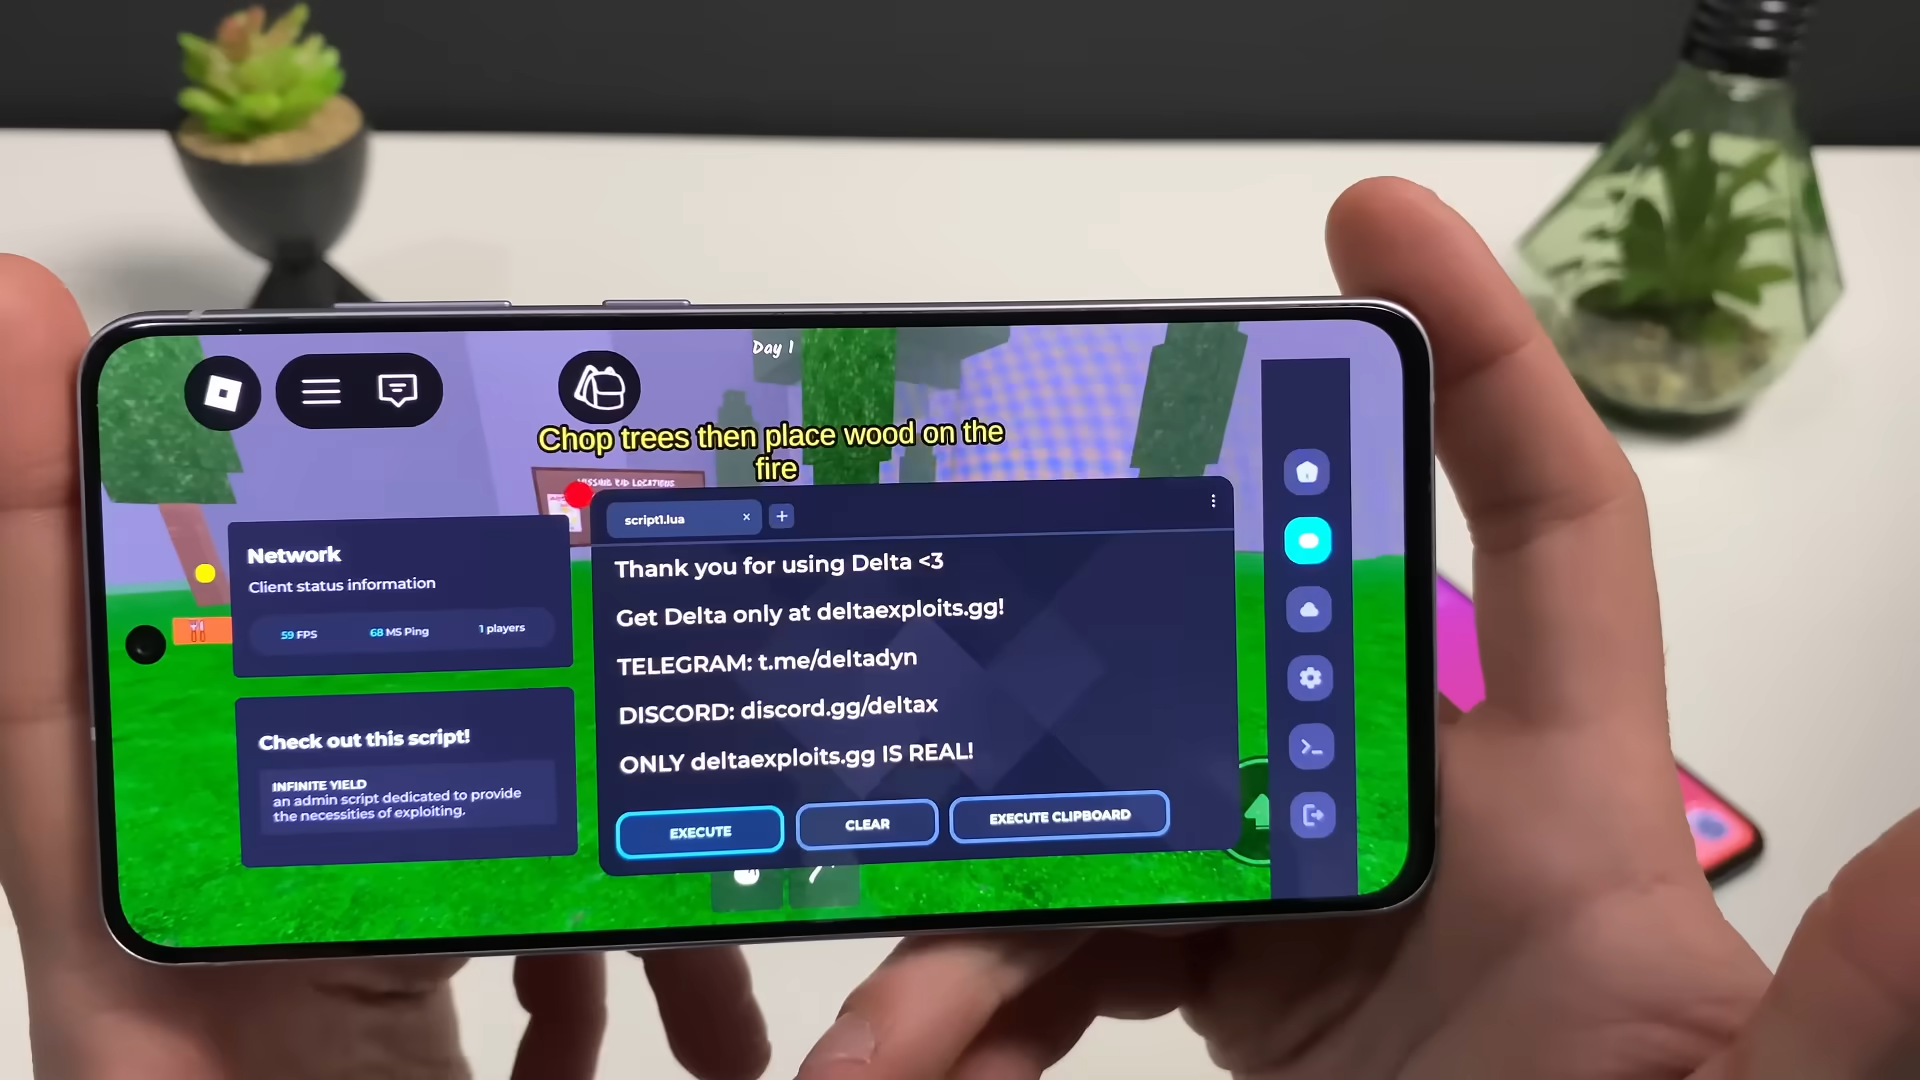 Day 1
Chop trees then place wood on the
fire
MISSING KID LOCATIONS
script1.lua
Network
Client status information
59 FPS
68 MS Ping
1 players
Check out this script!
INFINITE YIELD
an admin script dedicated to provide
the necessities of exploiting.
Thank you for using Delta <3
Get Delta only at deltaexploits.gg!
TELEGRAM: t.me/deltadyn
DISCORD: discord.gg/deltax
ONLY deltaexploits.gg IS REAL!
EXECUTE
CLEAR
EXECUTE CLIPBOARD